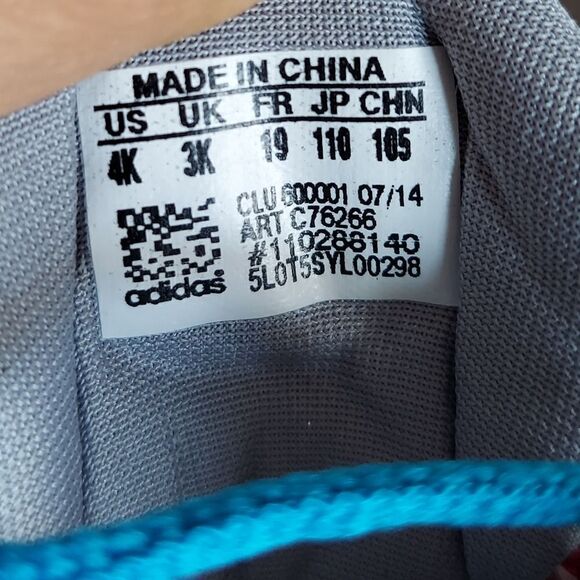 MADE IN CHINA
US UK FR JP CHN
4K 3K 19 110 105
CLU 600001 07/14
ART C76266
#110288140
5L0T5SYL00298
adidas